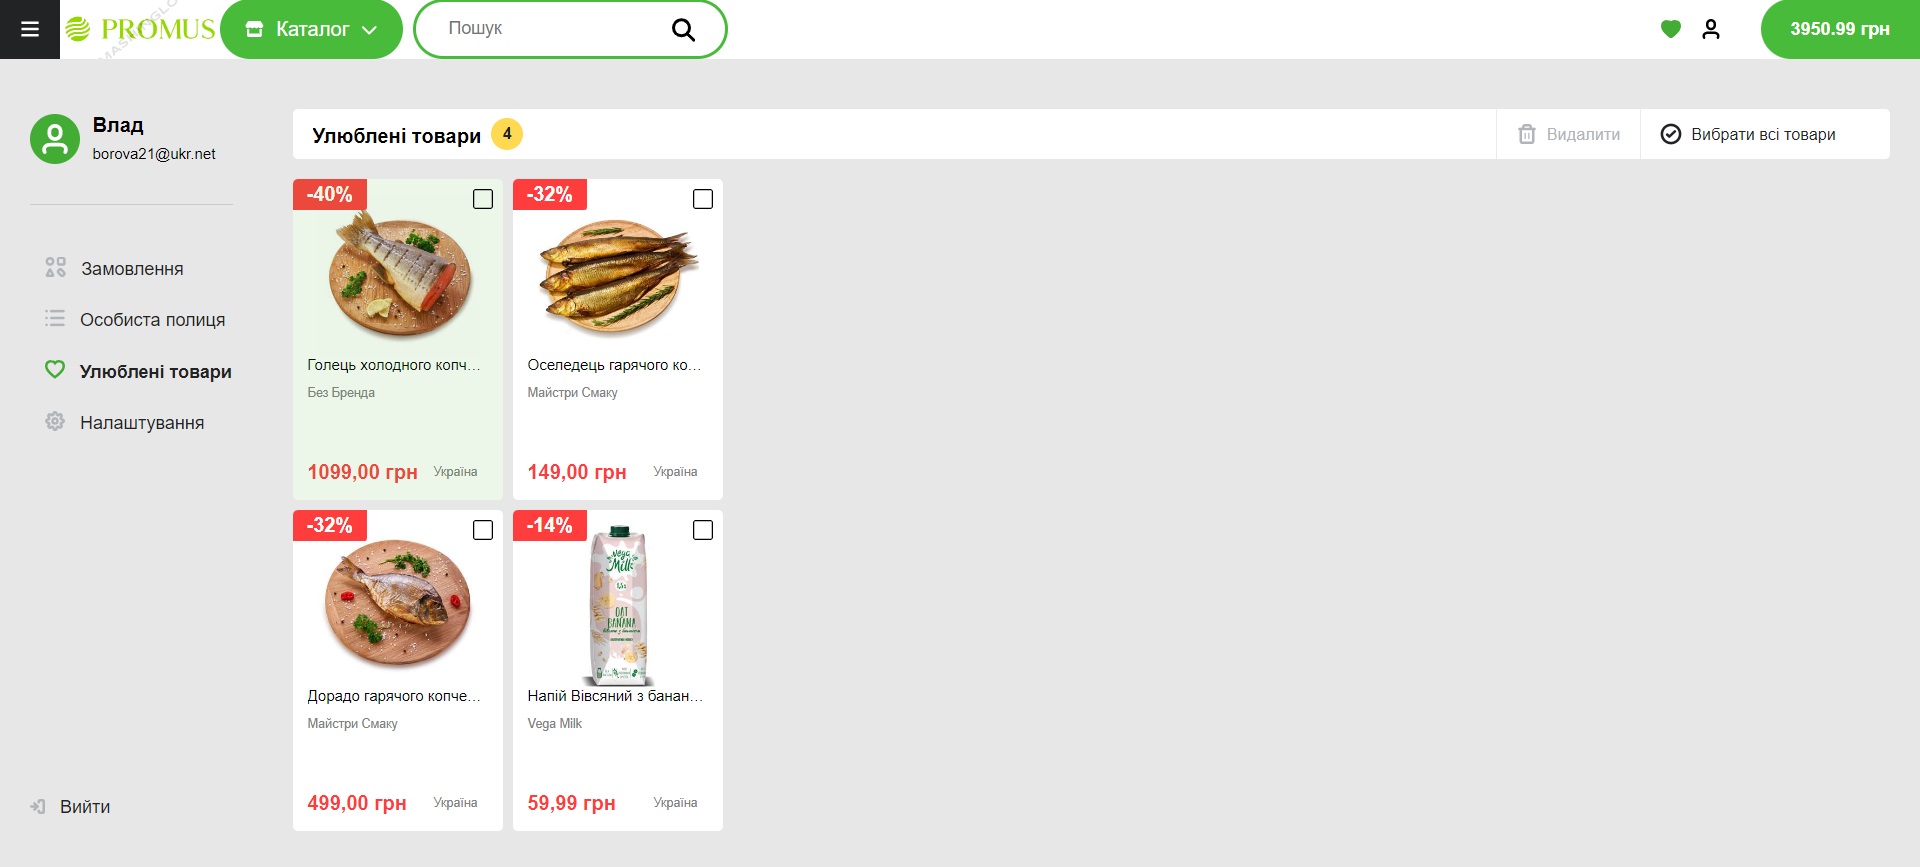 PROMUS
Каталог
Пошук
3950.99 грн
Влад
borova21@ukr.net
Улюблені товари 4
Видалити
Вибрати всі товари
Замовлення
Особиста полиця
Улюблені товари
Налаштування
Вийти
-40%
Голець холодного копч...
Без Бренда
1099,00 грн Україна
-32%
Оселедець гарячого ко...
Майстри Смаку
149,00 грн Україна
-32%
Дорадо гарячого копче...
Майстри Смаку
499,00 грн Україна
-14%
Vega
Milk
OAT
BANANA
Напій Вівсяний з банан...
Vega Milk
59,99 грн Україна